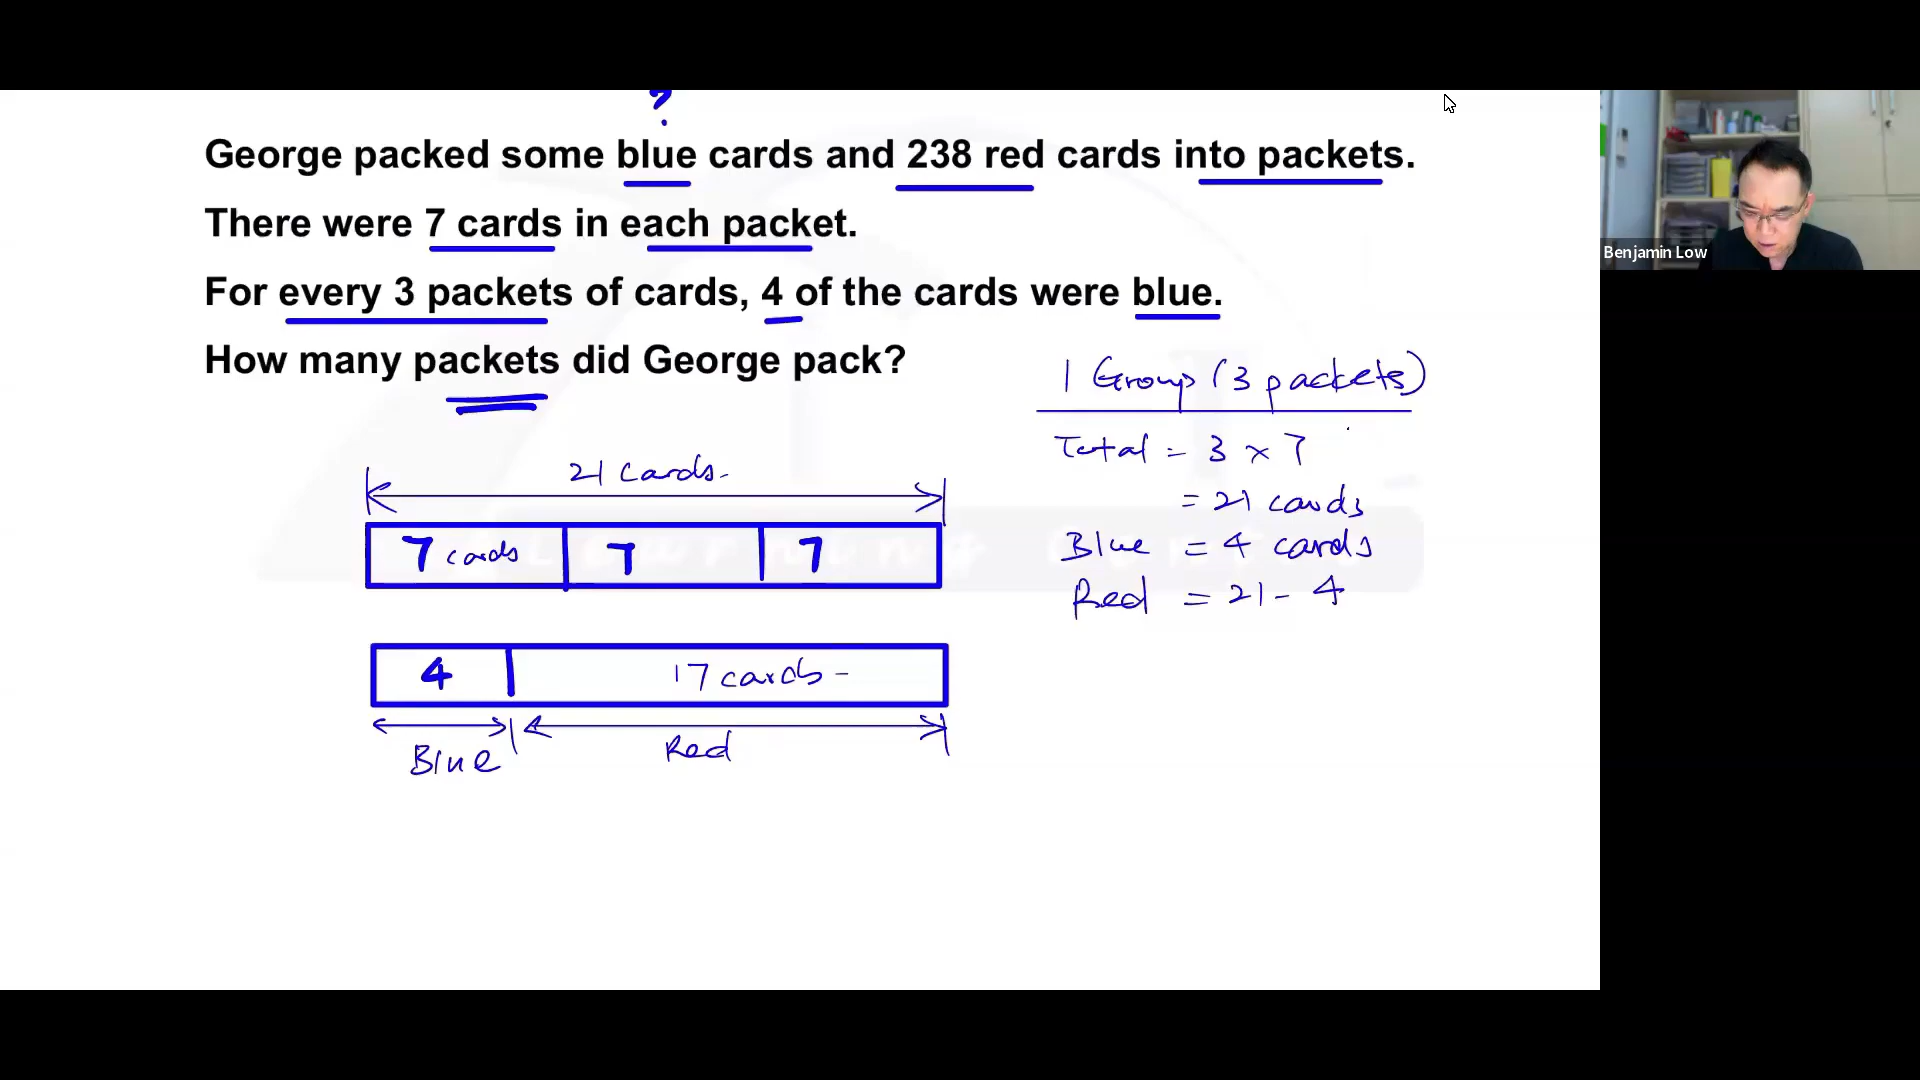 ?
George packed some blue cards and 238 red cards into packets.
There were 7 cards in each packet.
For every 3 packets of cards, 4 of the cards were blue.
How many packets did George pack?
Benjamin Low
1 Group (3 packets)
Total = 3 × 7
= 21 cards
Blue = 4 cards
Red = 21 - 4
21 cards
7 cards 7 7
4 17 cards
Blue Red